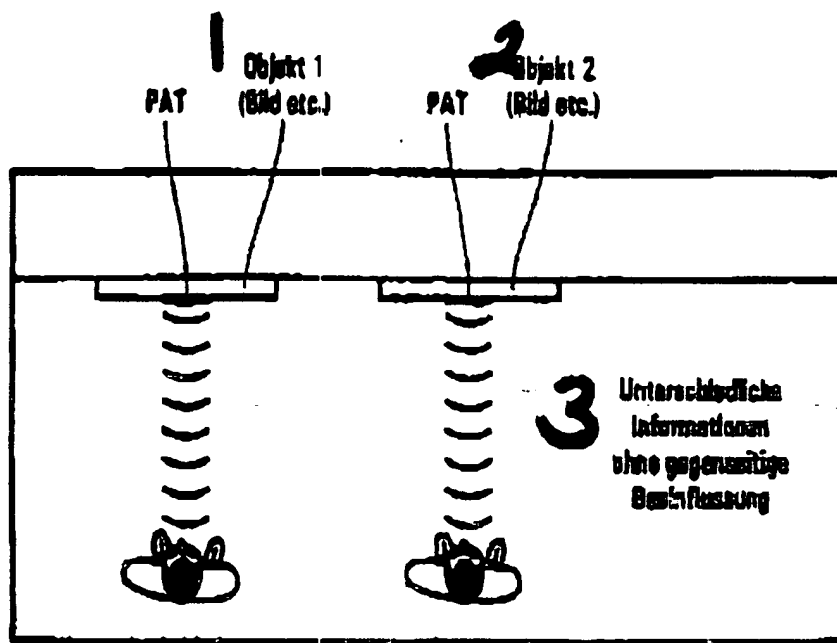 1
Objekt 1
PAT (Bild etc.)
2
Objekt 2
PAT (Bild etc.)
3
Unterschiedliche
Informationen
ohne gegenseitige
Beeinflussung